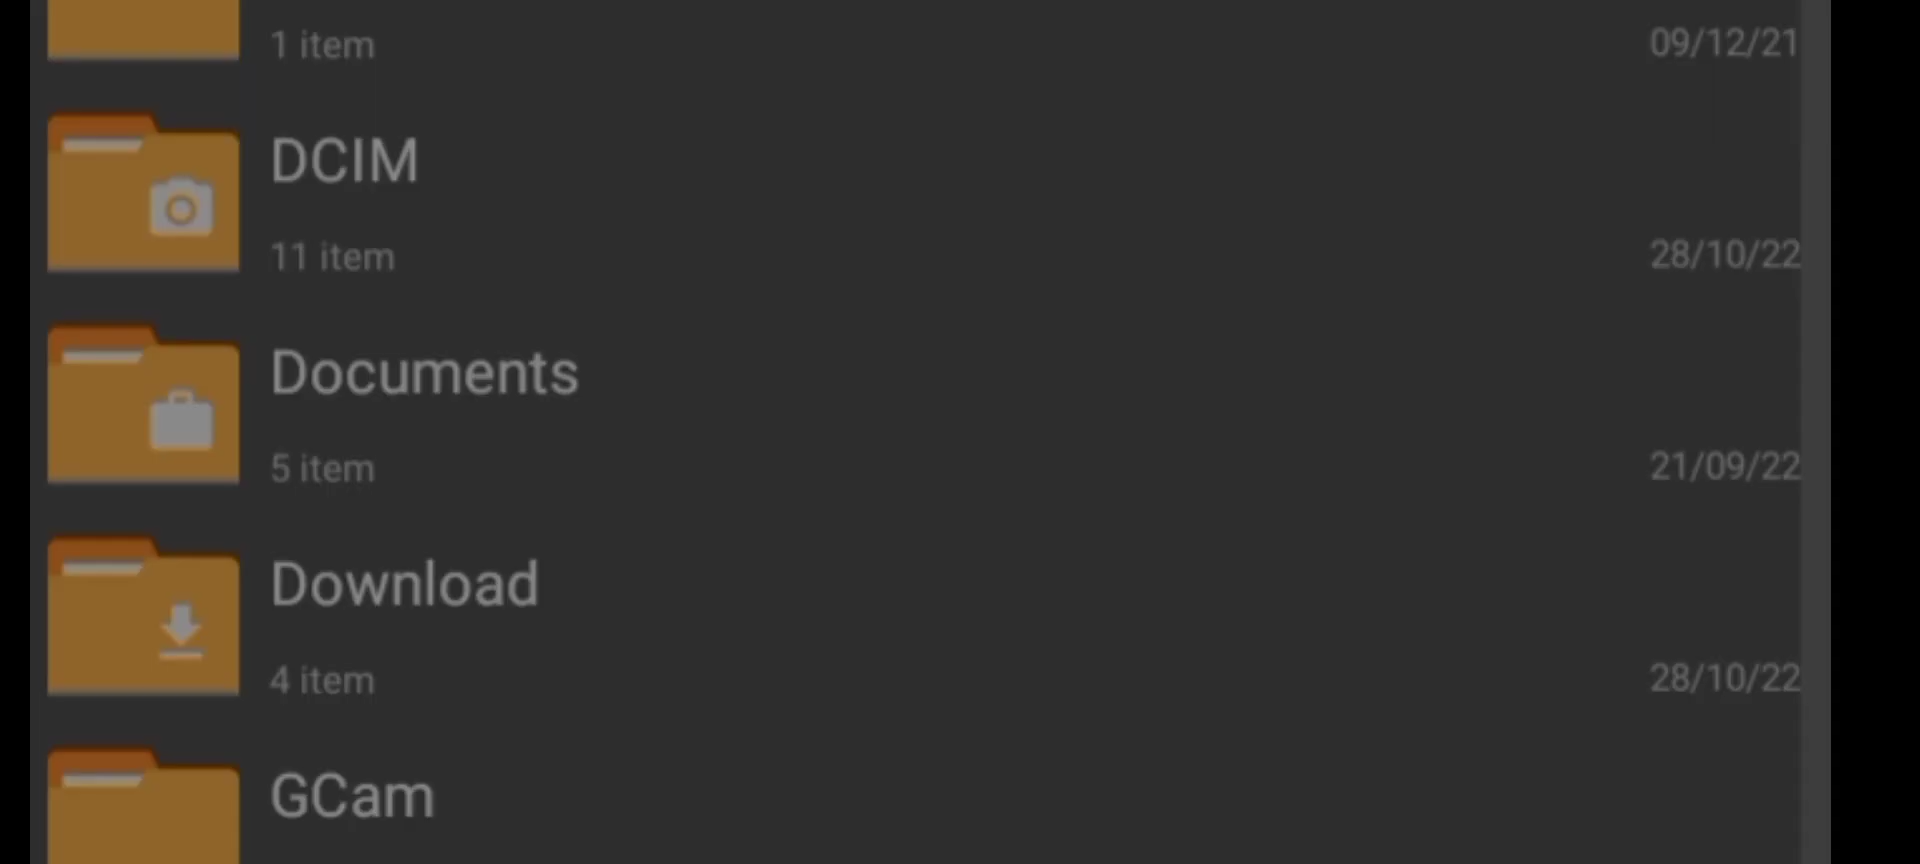 1 item 09/12/21
DCIM
11 item 28/10/22
Documents
5 item 21/09/22
Download
4 item 28/10/22
GCam